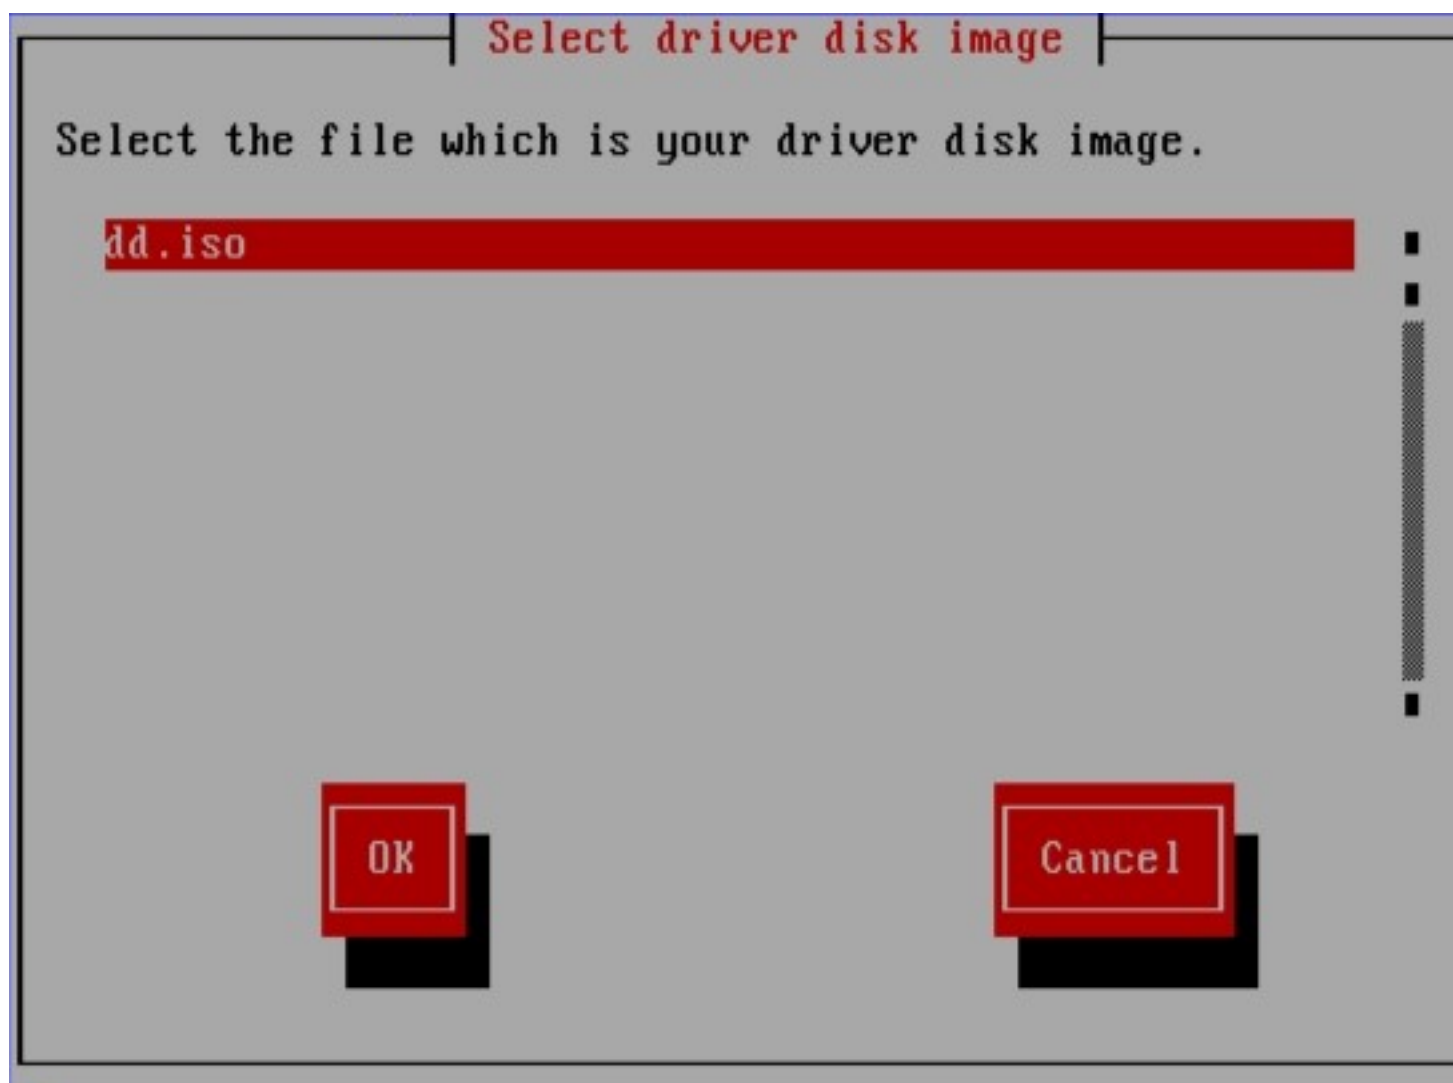 Select driver disk image
Select the file which is your driver disk image.
dd.iso
OK
Cancel